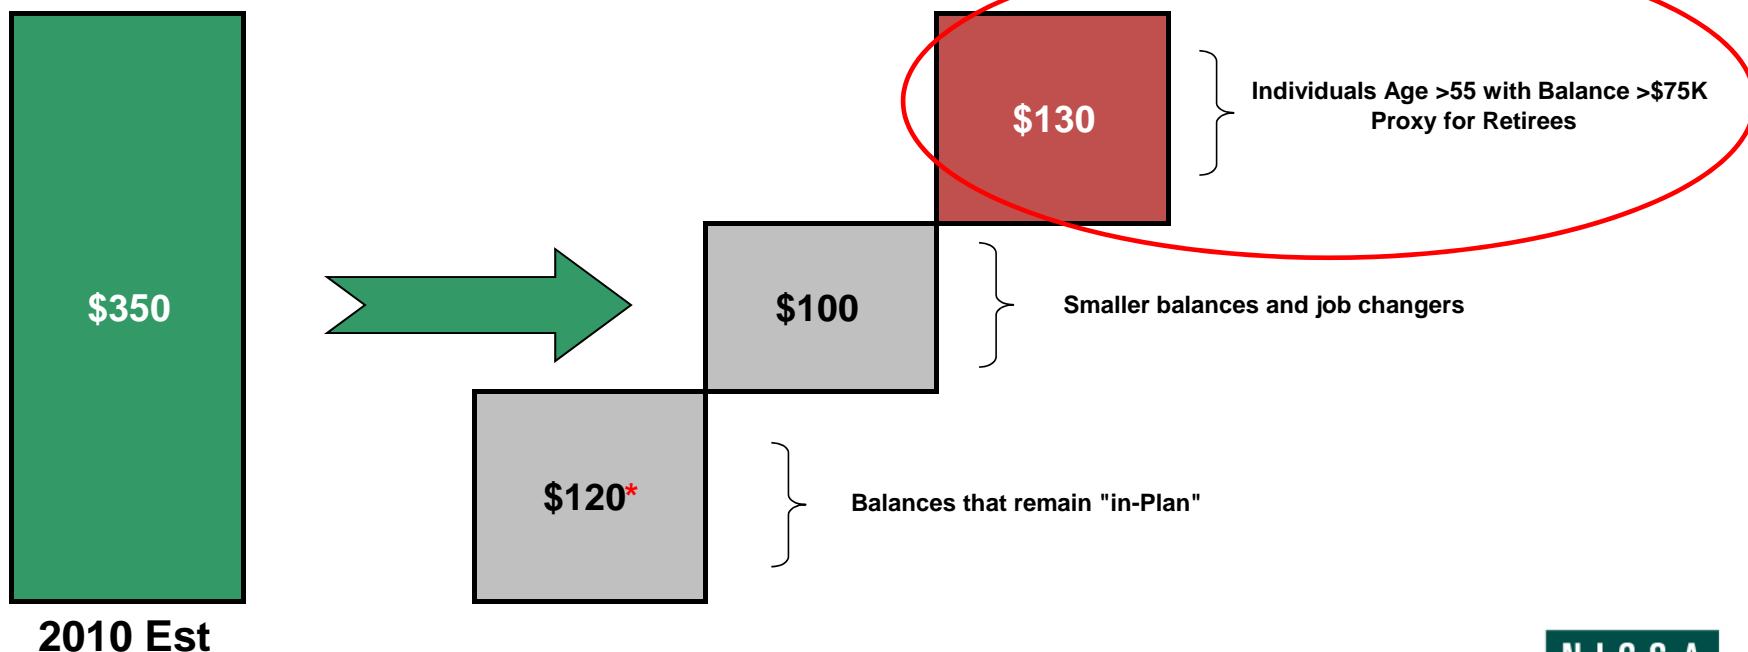 $130
Individuals Age >55 with Balance >$75K
Proxy for Retirees
$350
$100
Smaller balances and job changers
$120*
Balances that remain "in-Plan"
2010 Est